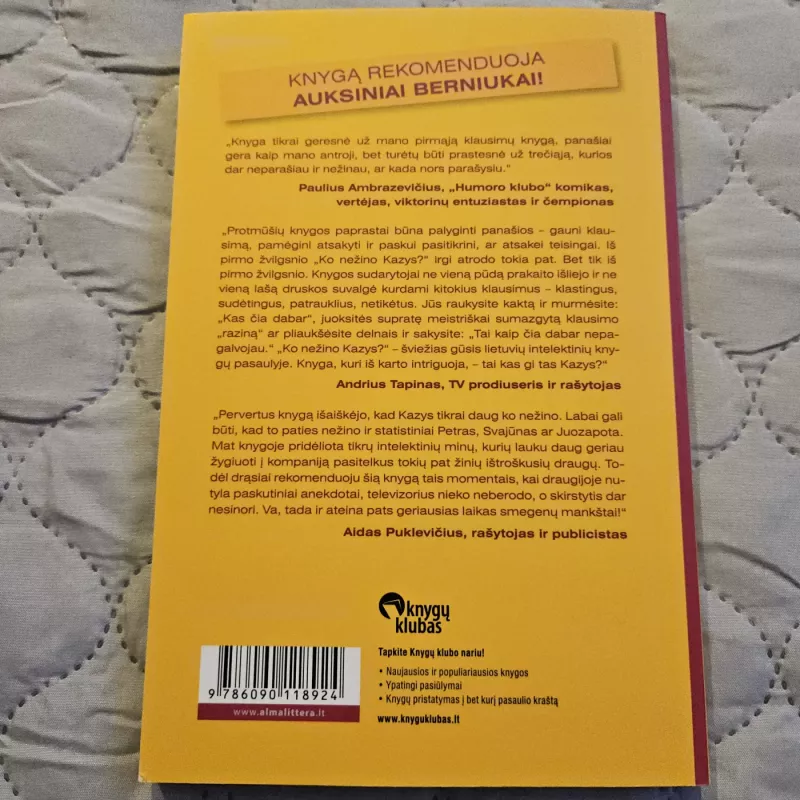 KNYGĄ REKOMENDUOJA
AUKSINIAI BERNIUKAI!
„Knyga tikrai geresnė už mano pirmąją klausimų knygą, panašiai
gera kaip mano antroji, bet turėtų būti prastesnė už trečiąją, kurios
dar neparašiau ir nežinau, ar kada nors parašysiu.“
Paulius Ambrazevičius, „Humoro klubo“ komikas,
vertėjas, viktorinų entuziastas ir čempionas
„Protmūšių knygos paprastai būna palyginti panašios – gauni klau-
simą, pamėgini atsakyti ir paskui pasitikrini, ar atsakei teisingai. Iš
pirmo žvilgsnio „Ko nežino Kazys?“ irgi atrodo tokia pat. Bet tik iš
pirmo žvilgsnio. Knygos sudarytojai ne vieną pūdą prakaito išliejo ir ne
vieną lašą druskos suvalgė kurdami kitokius klausimus – klastingus,
sudėtingus, patrauklius, netikėtus. Jūs raukysite kaktą ir murmėsite:
„Kas čia dabar“, juoksitės supratę meistriškai sumazgytą klausimo
„raziną“ ar pliaukšėsite delnais ir sakysite: „Tai kaip čia dabar nepa-
galvojau.“ „Ko nežino Kazys?“ – šviežias gūsis lietuvių intelektinių kny-
gų pasaulyje. Knyga, kuri iš karto intriguoja, – tai kas gi tas Kazys?“
Andrius Tapinas, TV prodiuseris ir rašytojas
„Pervertus knygą išaiškėjo, kad Kazys tikrai daug ko nežino. Labai gali
būti, kad to paties nežino ir statistiniai Petras, Svajūnas ar Juozapota.
Mat knygoje pridėliota tikrų intelektinių minų, kurių lauku daug geriau
žygiuoti į kompaniją pasitelkus tokių pat žinių ištroškusių draugų. To-
dėl drąsiai rekomenduoju šią knygą tais momentais, kai draugijoje nu-
tyla paskutiniai anekdotai, televizorius nieko neberodo, o skirstytis dar
nesinori. Va, tada ir ateina pats geriausias laikas smegenų mankštai!“
Aidas Puklevičius, rašytojas ir publicistas
knygų
klubas
Tapkite Knygų klubo nariu!
• Naujausios ir populiariausios knygos
• Ypatingi pasiūlymai
• Knygų pristatymas į bet kurį pasaulio kraštą
www.knyguklubas.lt
9 786090 118924
www.almalittera.lt